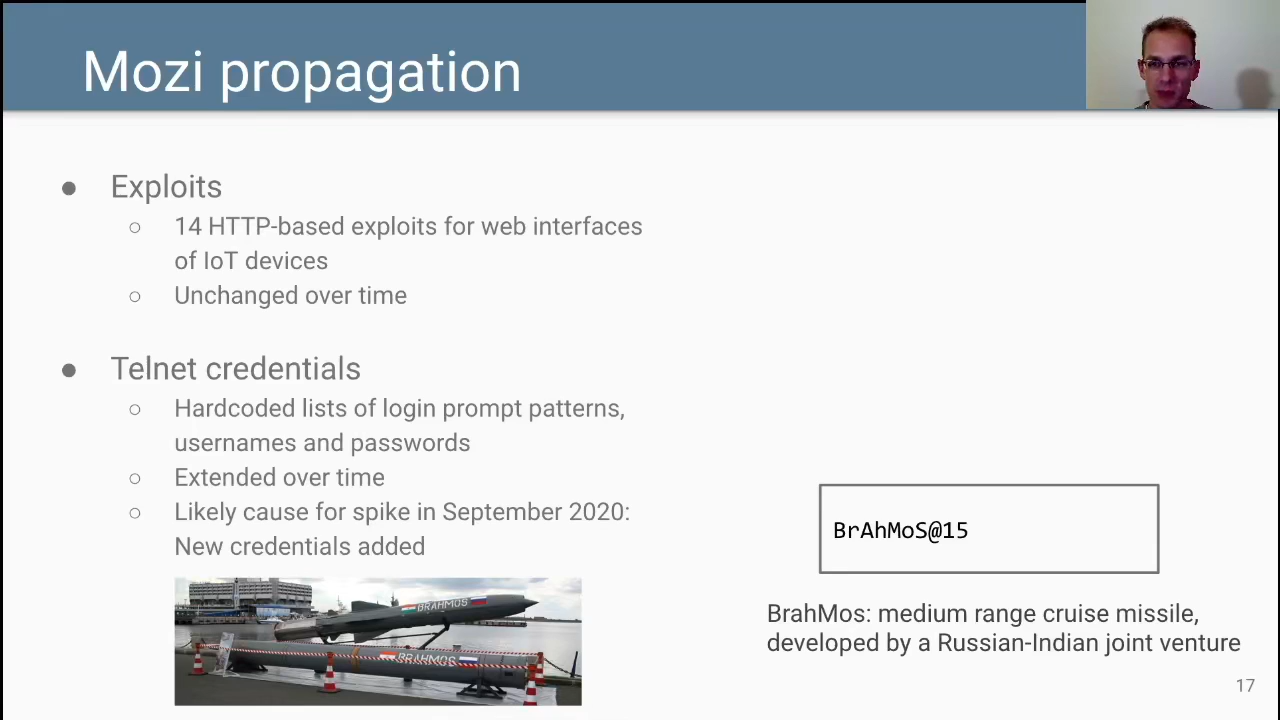 Mozi propagation
● Exploits
○ 14 HTTP-based exploits for web interfaces
of IoT devices
○ Unchanged over time
● Telnet credentials
○ Hardcoded lists of login prompt patterns,
usernames and passwords
○ Extended over time
○ Likely cause for spike in September 2020:
New credentials added
BRAHMOS
BRAHMOS
BrAhMoS@15
BrahMos: medium range cruise missile,
developed by a Russian-Indian joint venture
17